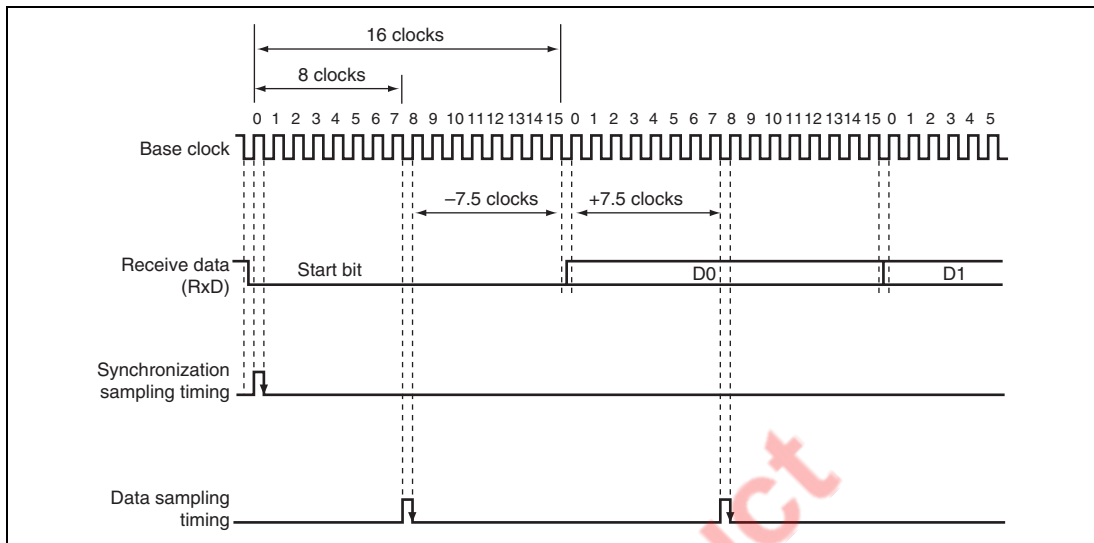 16 clocks
8 clocks
0 1 2 3 4 5 6 7 8 9 10 11 12 13 14 15 0 1 2 3 4 5 6 7 8 9 10 11 12 13 14 15 0 1 2 3 4 5
Base clock
–7.5 clocks +7.5 clocks
Receive data
(RxD)
Start bit D0 D1
Synchronization
sampling timing
Data sampling
timing
uct